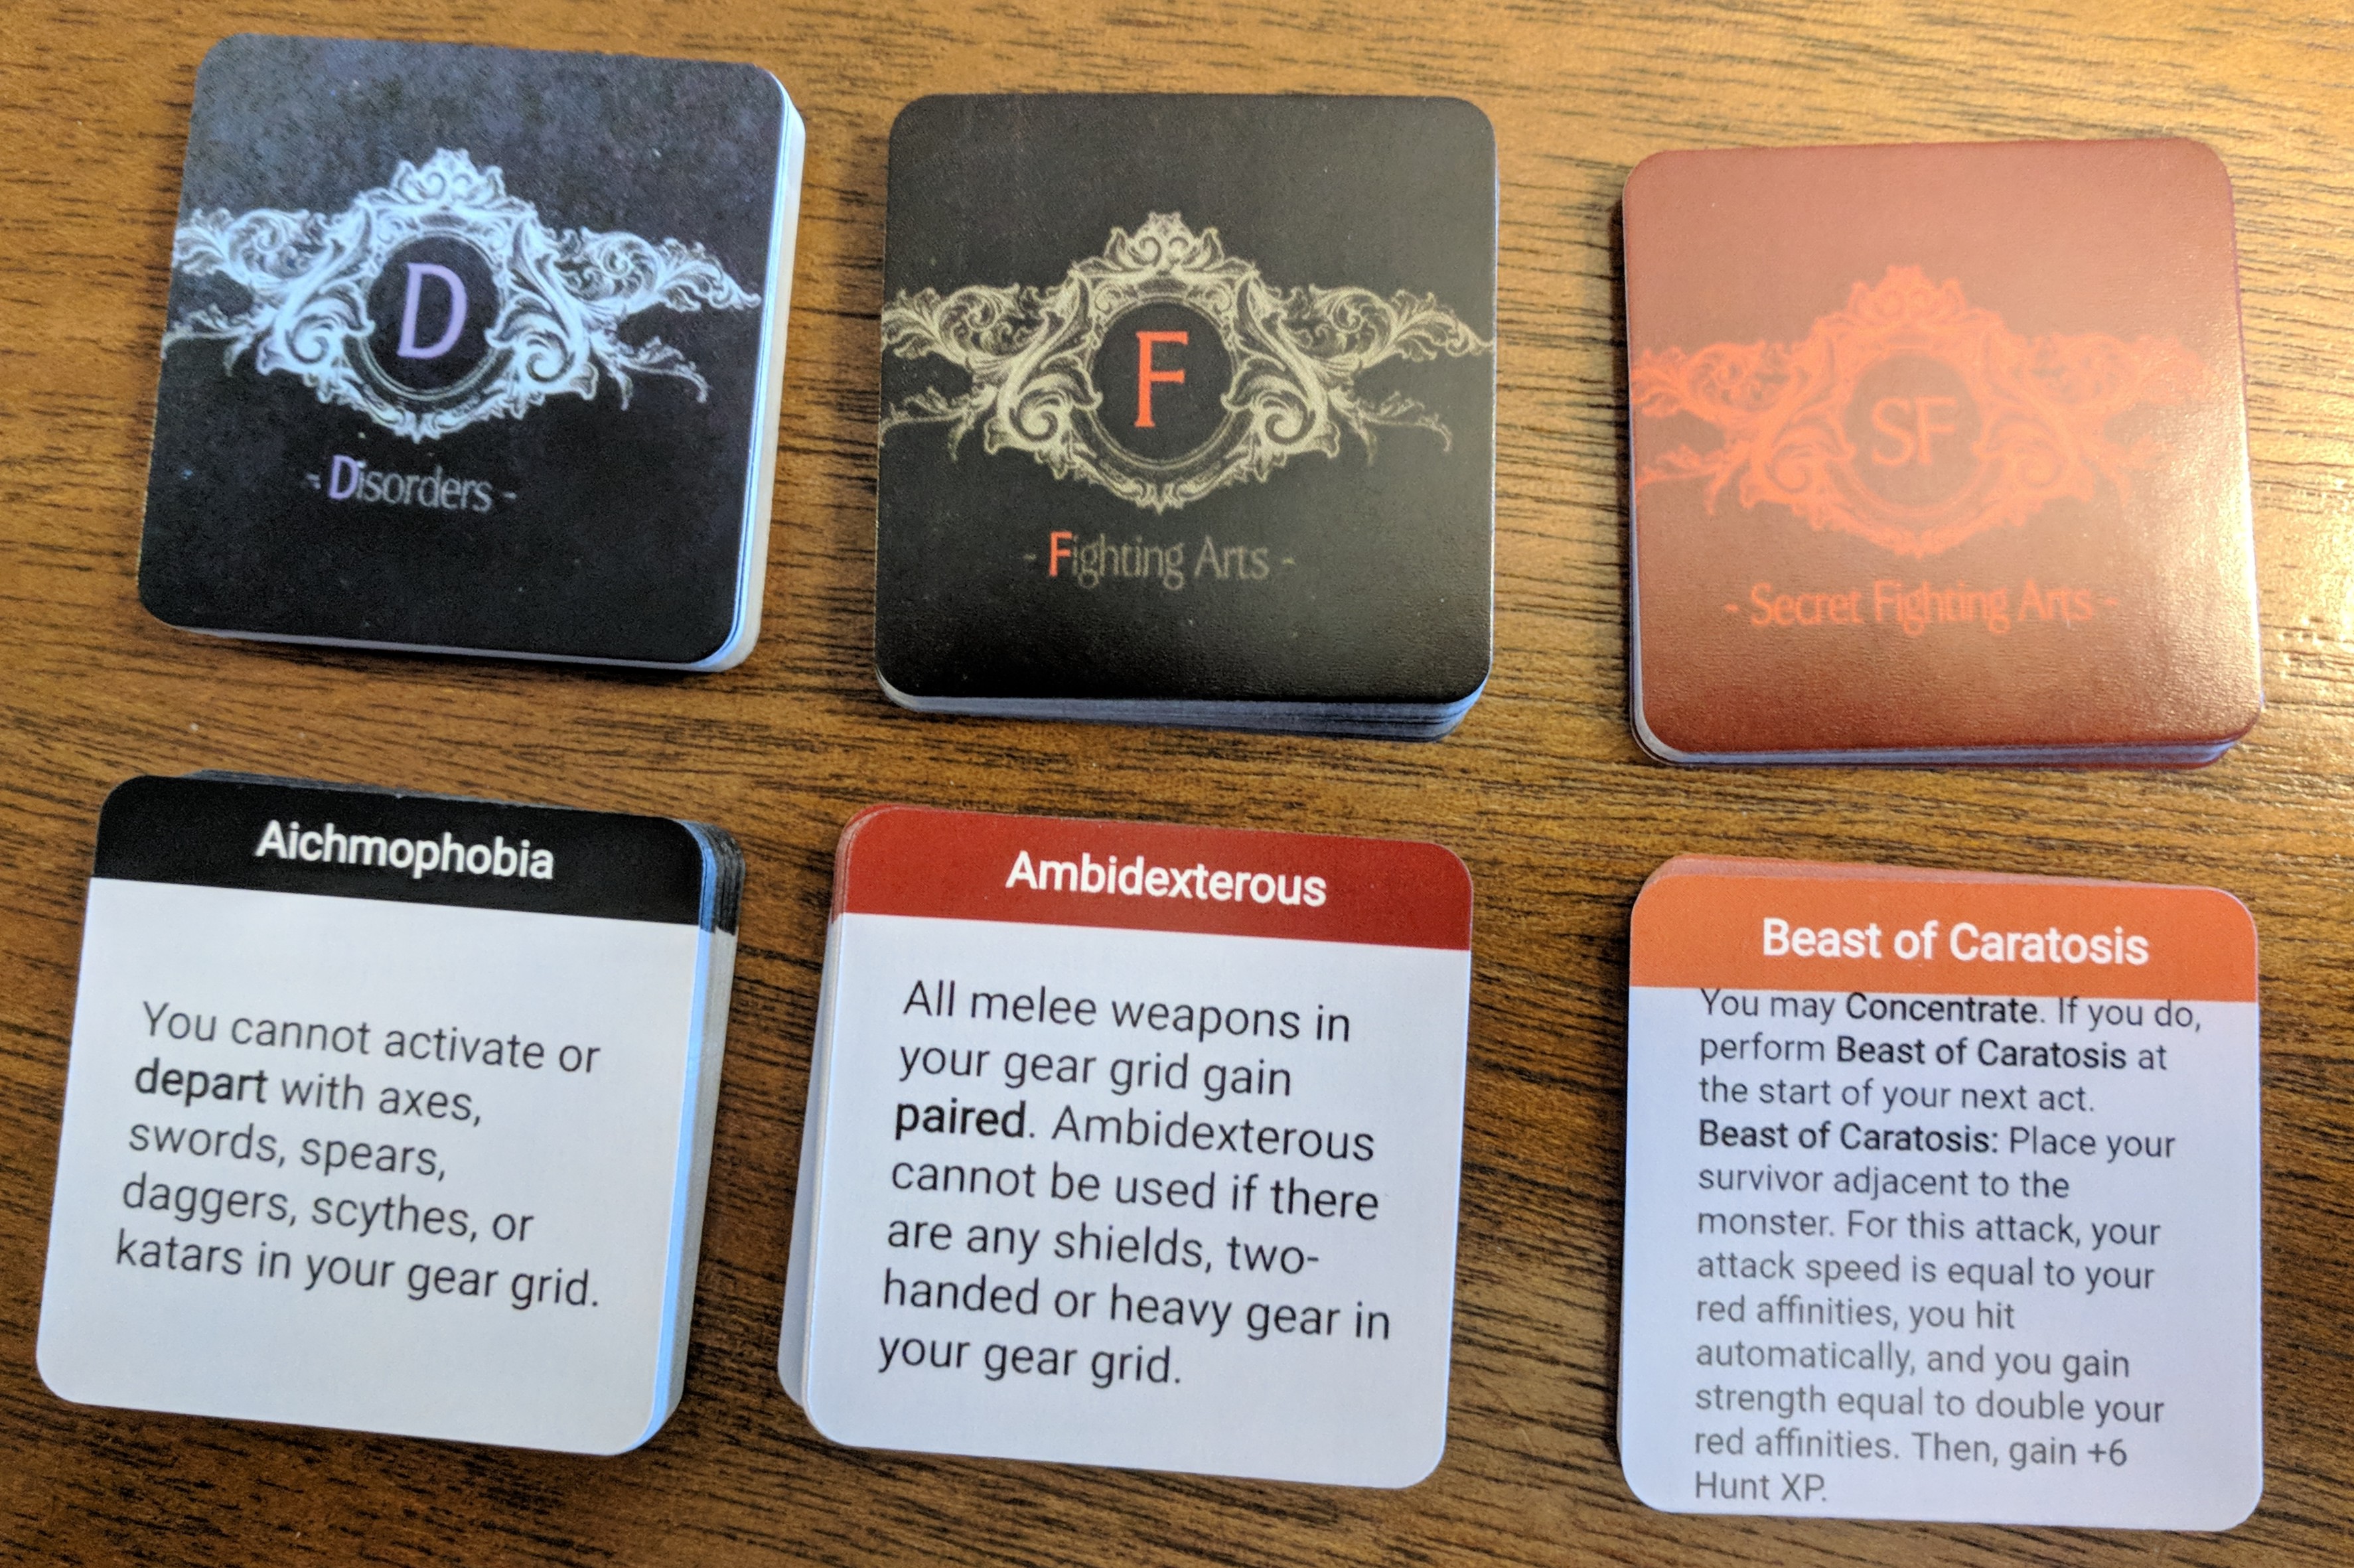 D
- Disorders -
F
- Fighting Arts -
SF
- Secret Fighting Arts -
Aichmophobia
You cannot activate or
depart with axes,
swords, spears,
daggers, scythes, or
katars in your gear grid.
Ambidexterous
All melee weapons in
your gear grid gain
paired. Ambidexterous
cannot be used if there
are any shields, two-
handed or heavy gear in
your gear grid.
Beast of Caratosis
You may Concentrate. If you do,
perform Beast of Caratosis at
the start of your next act.
Beast of Caratosis: Place your
survivor adjacent to the
monster. For this attack, your
attack speed is equal to your
red affinities, you hit
automatically, and you gain
strength equal to double your
red affinities. Then, gain +6
Hunt XP.